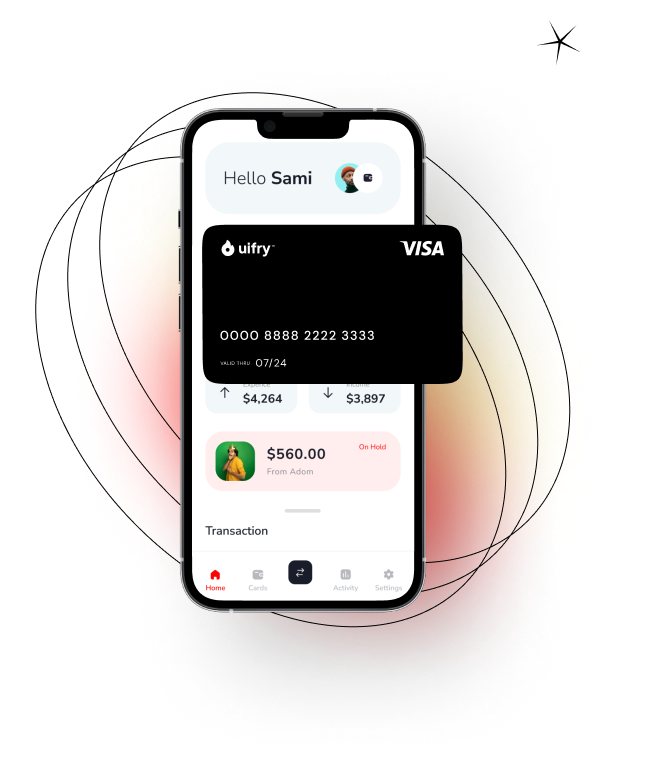 Hello Sami
uifry™
VISA
0000 8888 2222 3333
VALID THRU 07/24
Expence
Income
$4,264
$3,897
$560.00
On Hold
From Adom
Transaction
Home
Cards
Activity
Settings